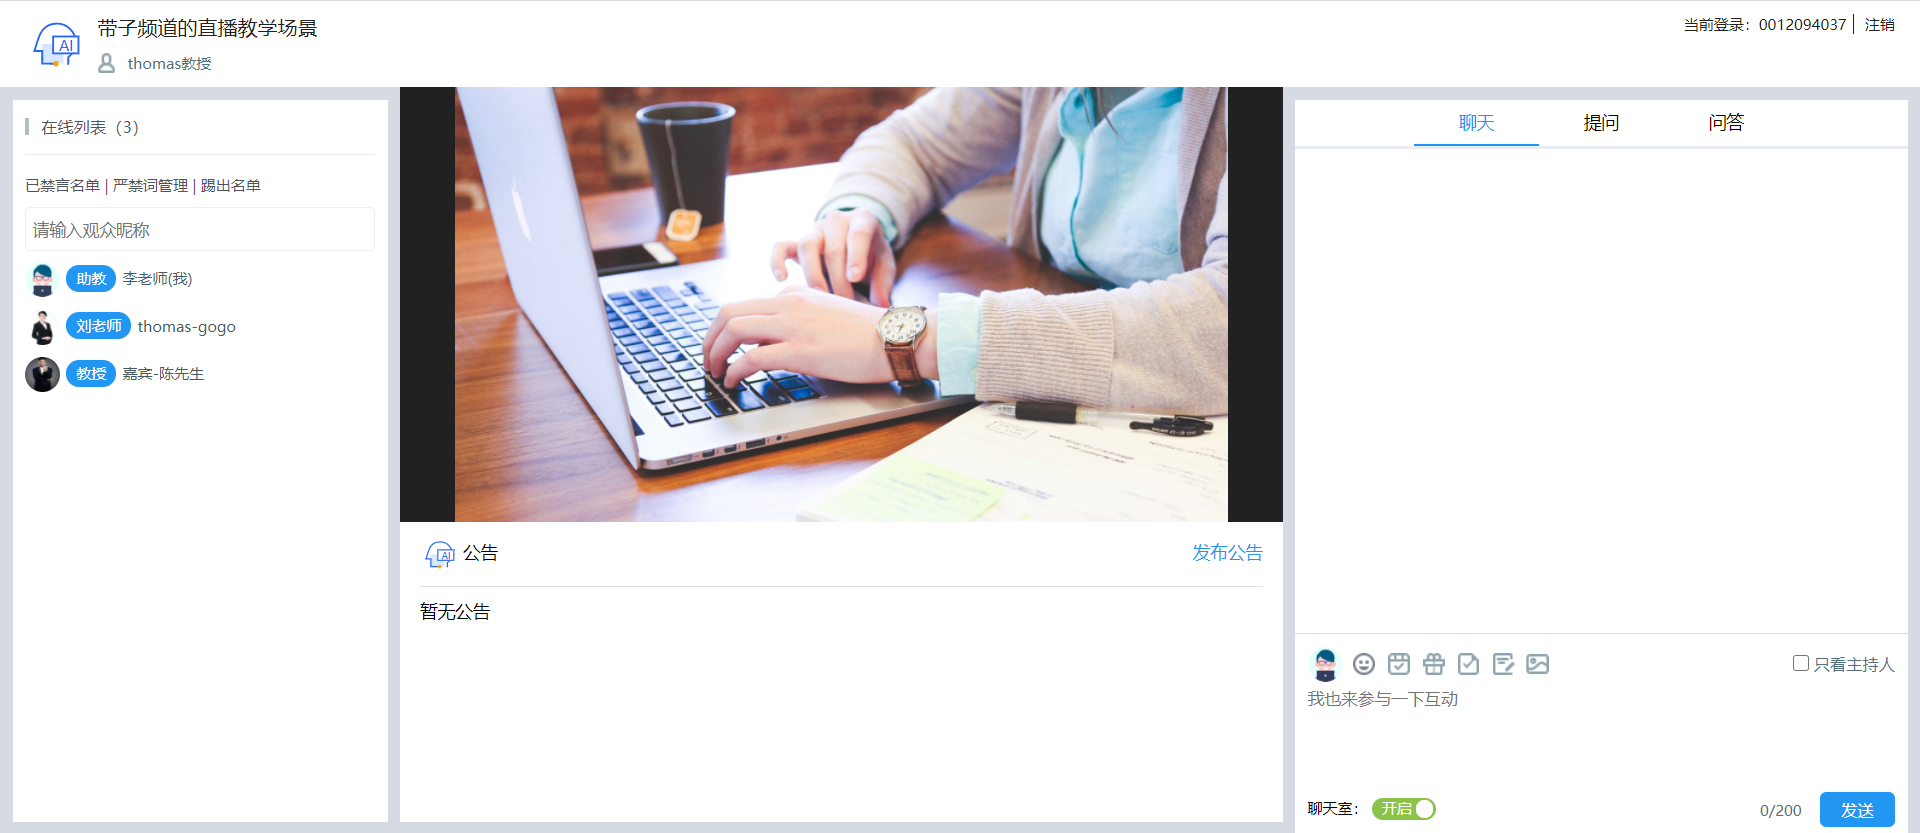 带子频道的直播教学场景
thomas教授
当前登录：0012094037 | 注销
在线列表（3）
已禁言名单 | 严禁词管理 | 踢出名单
请输入观众昵称
助教 李老师(我)
刘老师 thomas-gogo
教授 嘉宾-陈先生
AI 公告
发布公告
暂无公告
聊天 提问 问答
只看主持人
我也来参与一下互动
聊天室： 开启
0/200 发送